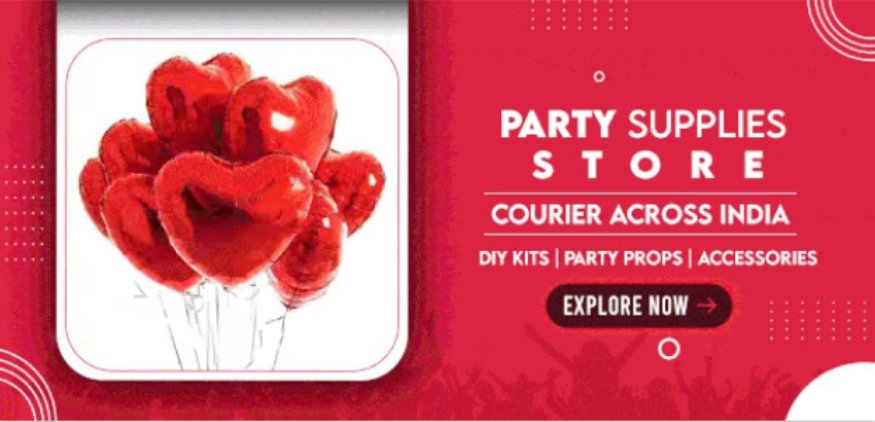 PARTY SUPPLIES
STORE
COURIER ACROSS INDIA
DIY KITS | PARTY PROPS | ACCESSORIES
EXPLORE NOW →